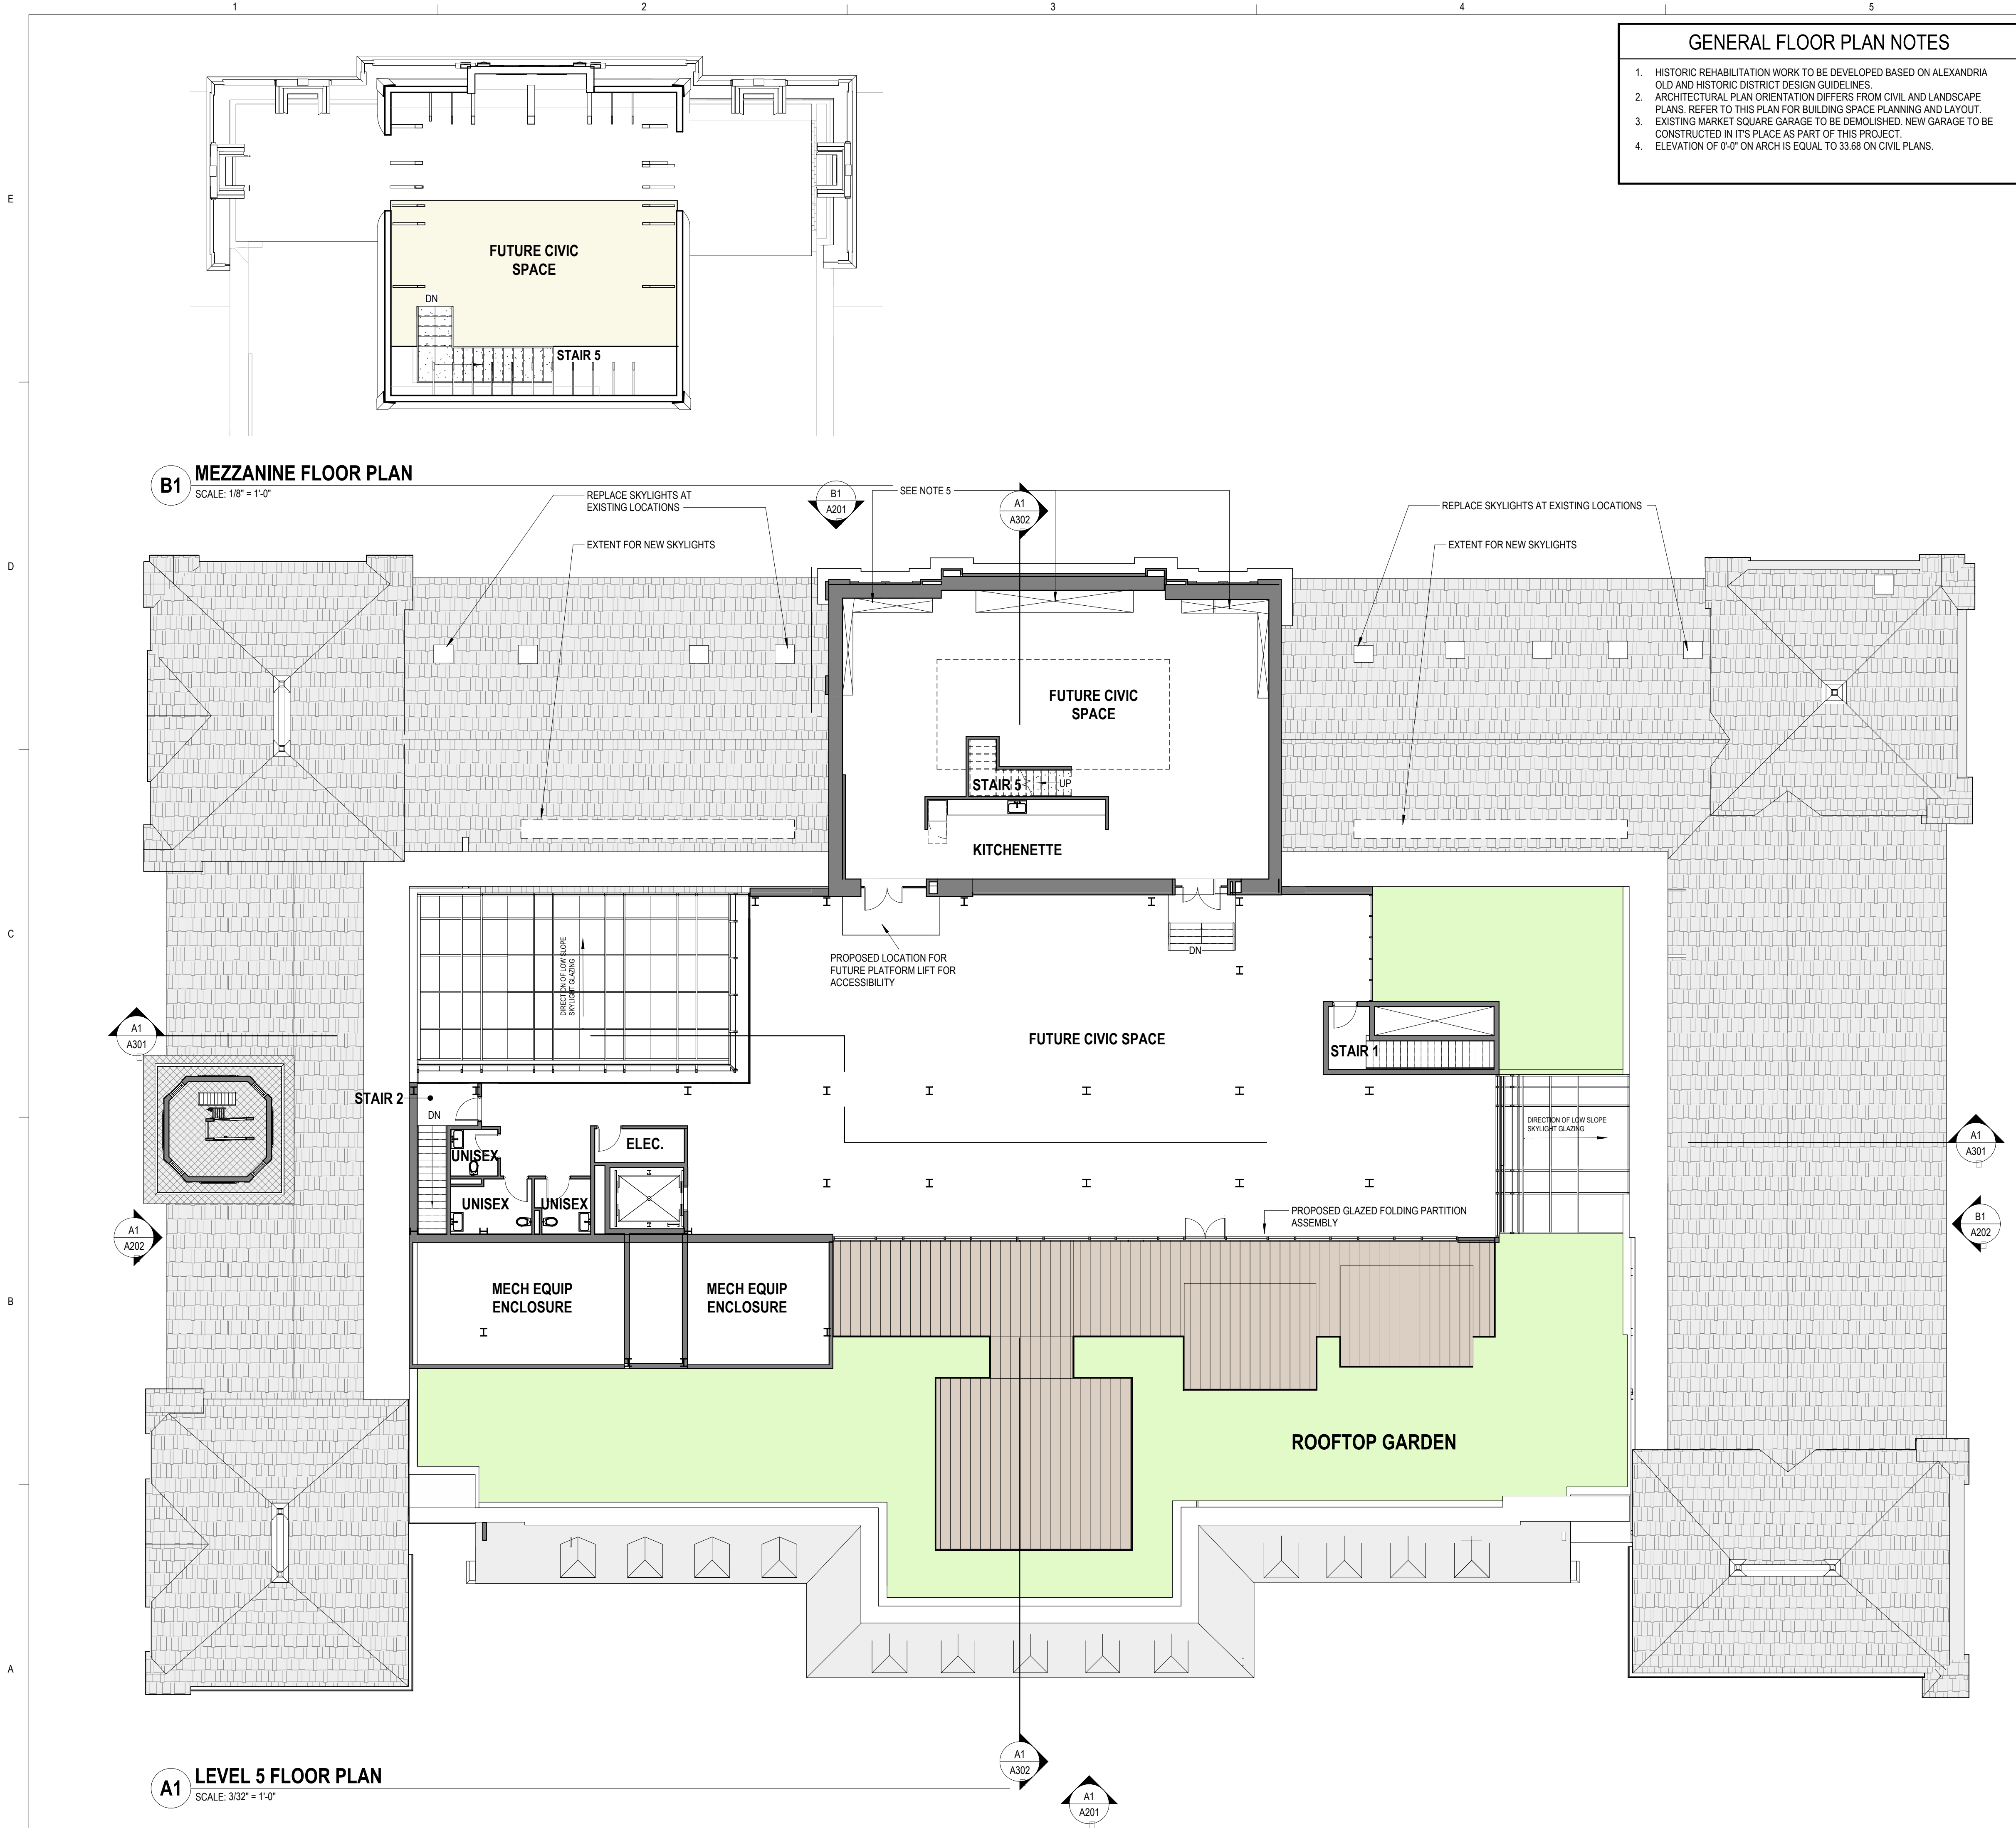 1 2 3 4 5
GENERAL FLOOR PLAN NOTES
1. HISTORIC REHABILITATION WORK TO BE DEVELOPED BASED ON ALEXANDRIA
OLD AND HISTORIC DISTRICT DESIGN GUIDELINES.
2. ARCHITECTURAL PLAN ORIENTATION DIFFERS FROM CIVIL AND LANDSCAPE
PLANS. REFER TO THIS PLAN FOR BUILDING SPACE PLANNING AND LAYOUT.
3. EXISTING MARKET SQUARE GARAGE TO BE DEMOLISHED. NEW GARAGE TO BE
CONSTRUCTED IN IT'S PLACE AS PART OF THIS PROJECT.
4. ELEVATION OF 0'-0" ON ARCH IS EQUAL TO 33.68 ON CIVIL PLANS.
E
FUTURE CIVIC
SPACE
DN
STAIR 5
B1
MEZZANINE FLOOR PLAN
SCALE: 1/8" = 1'-0"
REPLACE SKYLIGHTS AT
EXISTING LOCATIONS
EXTENT FOR NEW SKYLIGHTS
B1
A201
SEE NOTE 5
A1
A302
REPLACE SKYLIGHTS AT EXISTING LOCATIONS
EXTENT FOR NEW SKYLIGHTS
D
FUTURE CIVIC
SPACE
STAIR 5
UP
KITCHENETTE
C
DIRECTION OF LOW SLOPE
SKYLIGHT GLAZING
PROPOSED LOCATION FOR
FUTURE PLATFORM LIFT FOR
ACCESSIBILITY
DN
A1
A301
FUTURE CIVIC SPACE
STAIR 1
STAIR 2
DN
UNISEX
ELEC.
UNISEX
UNISEX
DIRECTION OF LOW SLOPE
SKYLIGHT GLAZING
A1
A301
A1
A202
PROPOSED GLAZED FOLDING PARTITION
ASSEMBLY
B1
A202
B
MECH EQUIP
ENCLOSURE
MECH EQUIP
ENCLOSURE
ROOFTOP GARDEN
A
A1
A302
A1
LEVEL 5 FLOOR PLAN
SCALE: 3/32" = 1'-0"
A1
A201